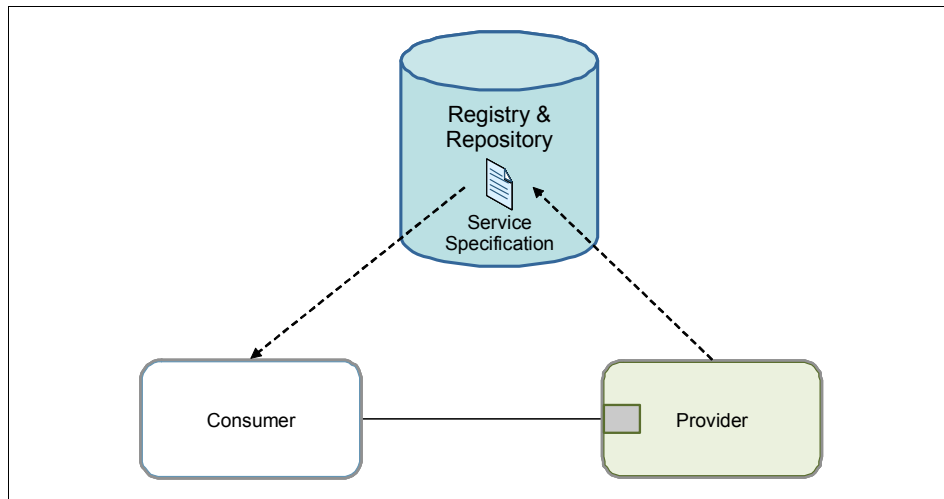 Registry &
Repository
Service
Specification
Consumer
Provider